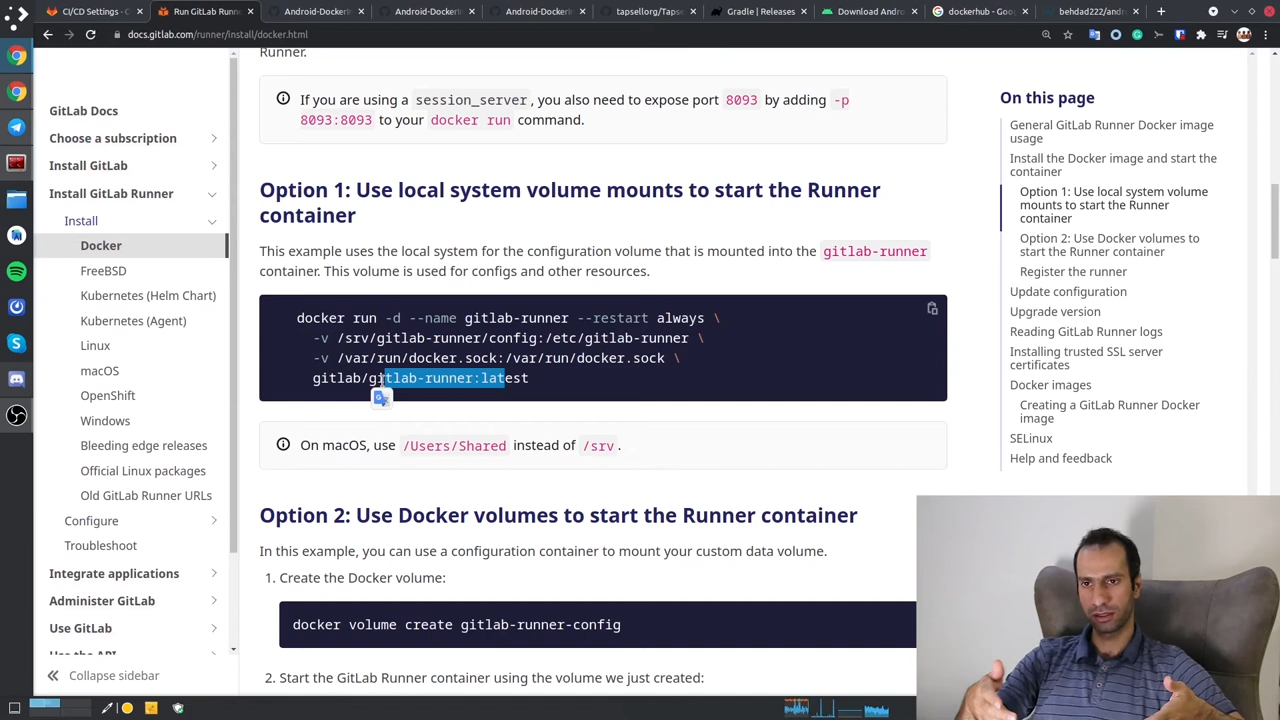 CI/CD Settings - C
Run GitLab Runne
Android-Dockerfi
Android-Dockerfi
Android-Dockerfi
tapsellorg/Tapse
Gradle | Releases
Download Andro
dockerhub - Goo
behdad222/andr
docs.gitlab.com/runner/install/docker.html
GitLab Docs
Choose a subscription
Install GitLab
Install GitLab Runner
Install
Docker
FreeBSD
Kubernetes (Helm Chart)
Kubernetes (Agent)
Linux
macOS
OpenShift
Windows
Bleeding edge releases
Official Linux packages
Old GitLab Runner URLs
Configure
Troubleshoot
Integrate applications
Administer GitLab
Use GitLab
Use the API
Collapse sidebar
Runner.
If you are using a session_server, you also need to expose port 8093 by adding -p
8093:8093 to your docker run command.
Option 1: Use local system volume mounts to start the Runner
container
This example uses the local system for the configuration volume that is mounted into the gitlab-runner
container. This volume is used for configs and other resources.
docker run -d --name gitlab-runner --restart always \
-v /srv/gitlab-runner/config:/etc/gitlab-runner \
-v /var/run/docker.sock:/var/run/docker.sock \
gitlab/gitlab-runner:latest
On macOS, use /Users/Shared instead of /srv.
Option 2: Use Docker volumes to start the Runner container
In this example, you can use a configuration container to mount your custom data volume.
1. Create the Docker volume:
docker volume create gitlab-runner-config
2. Start the GitLab Runner container using the volume we just created:
On this page
General GitLab Runner Docker image
usage
Install the Docker image and start the
container
Option 1: Use local system volume
mounts to start the Runner
container
Option 2: Use Docker volumes to
start the Runner container
Register the runner
Update configuration
Upgrade version
Reading GitLab Runner logs
Installing trusted SSL server
certificates
Docker images
Creating a GitLab Runner Docker
image
SELinux
Help and feedback